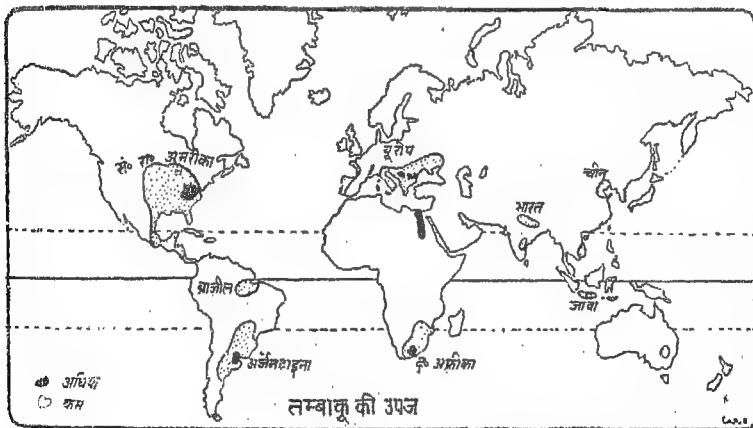 सं० रा० अमरीका
यूरोप
चीन
भारत
ब्राज़ील
जावा
अर्जेनटाइना
द० अफ्रीका
अधिक
कम
तम्बाकू की उपज